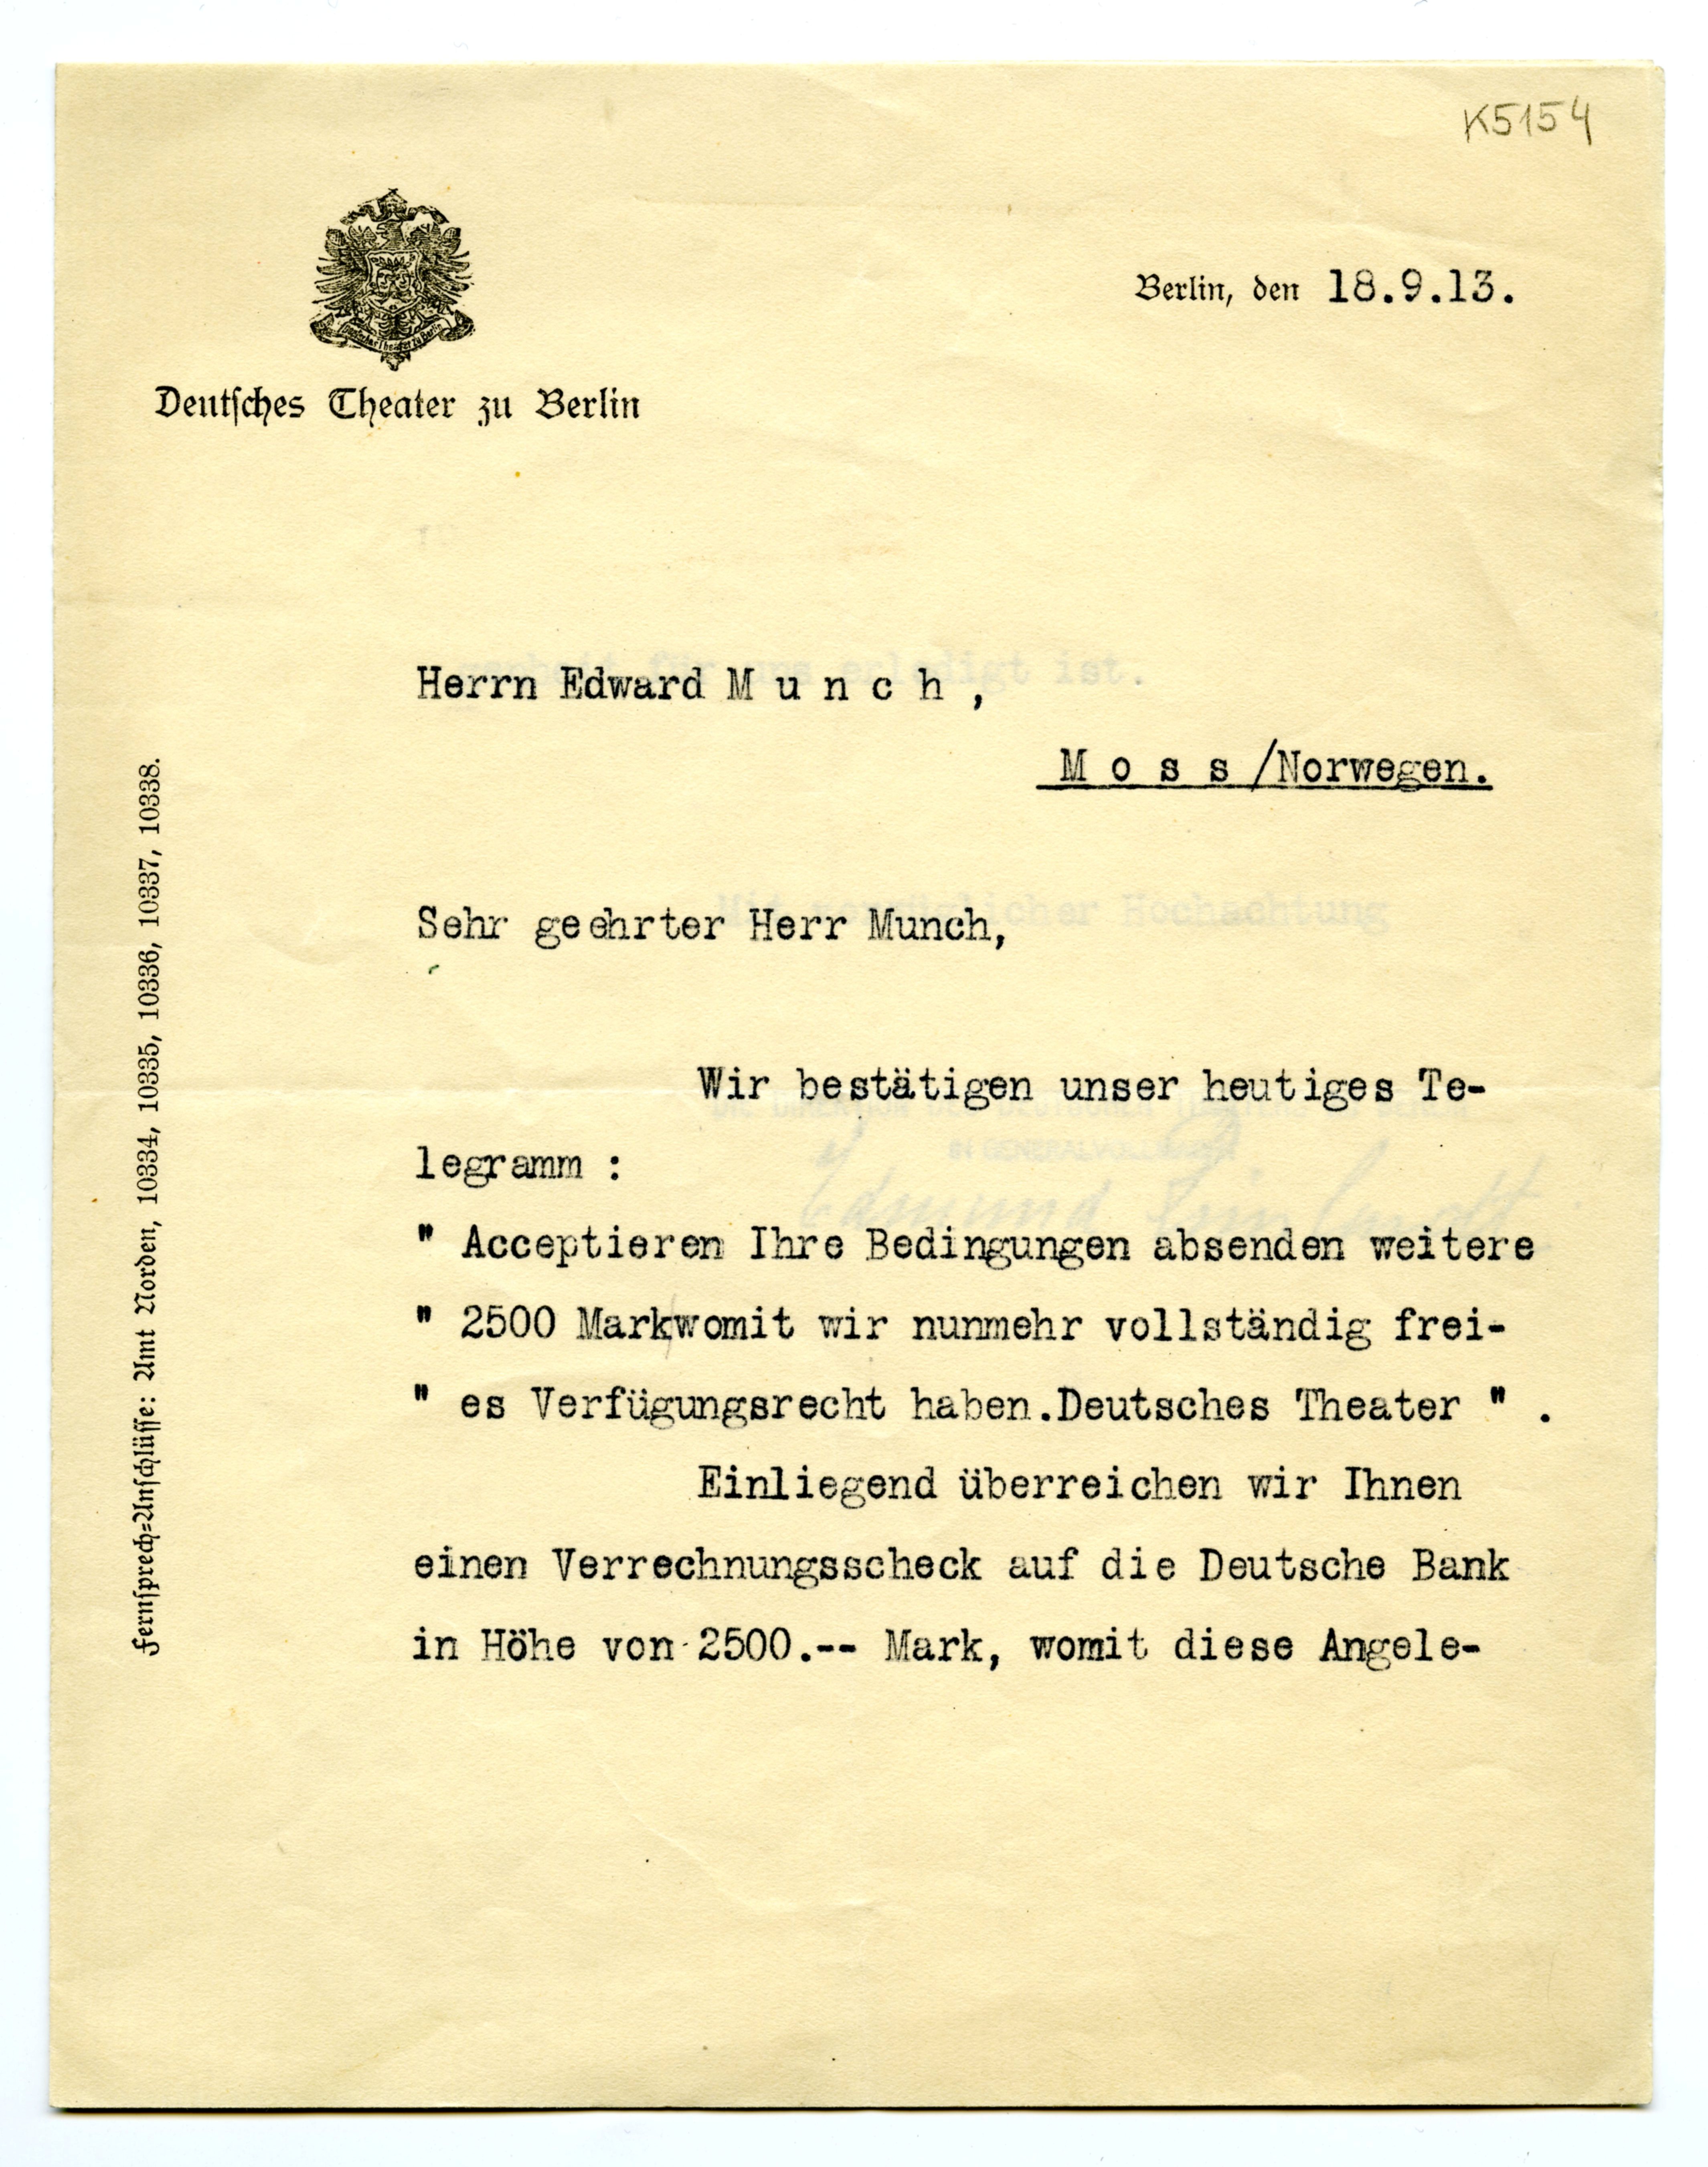 K5154
Berlin, den 18.9.13.
Deutsches Theater zu Berlin
Herrn Edward M u n c h ,
M o s s /Norwegen.
Sehr geehrter Herr Munch,
Wir bestätigen unser heutiges Te-
legramm :
" Acceptieren Ihre Bedingungen absenden weitere
" 2500 Mark/womit wir nunmehr vollständig frei-
" es Verfügungsrecht haben.Deutsches Theater " .
Einliegend überreichen wir Ihnen
einen Verrechnungsscheck auf die Deutsche Bank
in Höhe von 2500.-- Mark, womit diese Angele-
Fernsprech-Anschlüsse: Amt Norden, 10334, 10335, 10336, 10337, 10338.